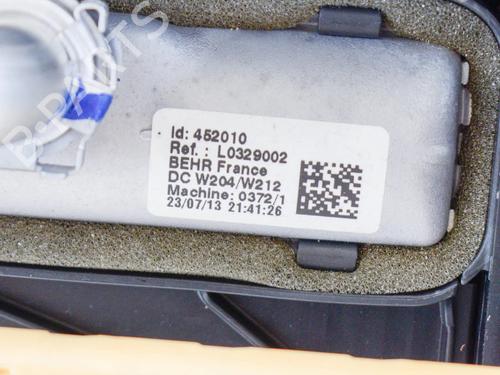 B-PARTS
Id: 452010
Ref. : L0329002
BEHR France
DC W204/W212
Machine: 0372/1
23/07/13 21:41:26